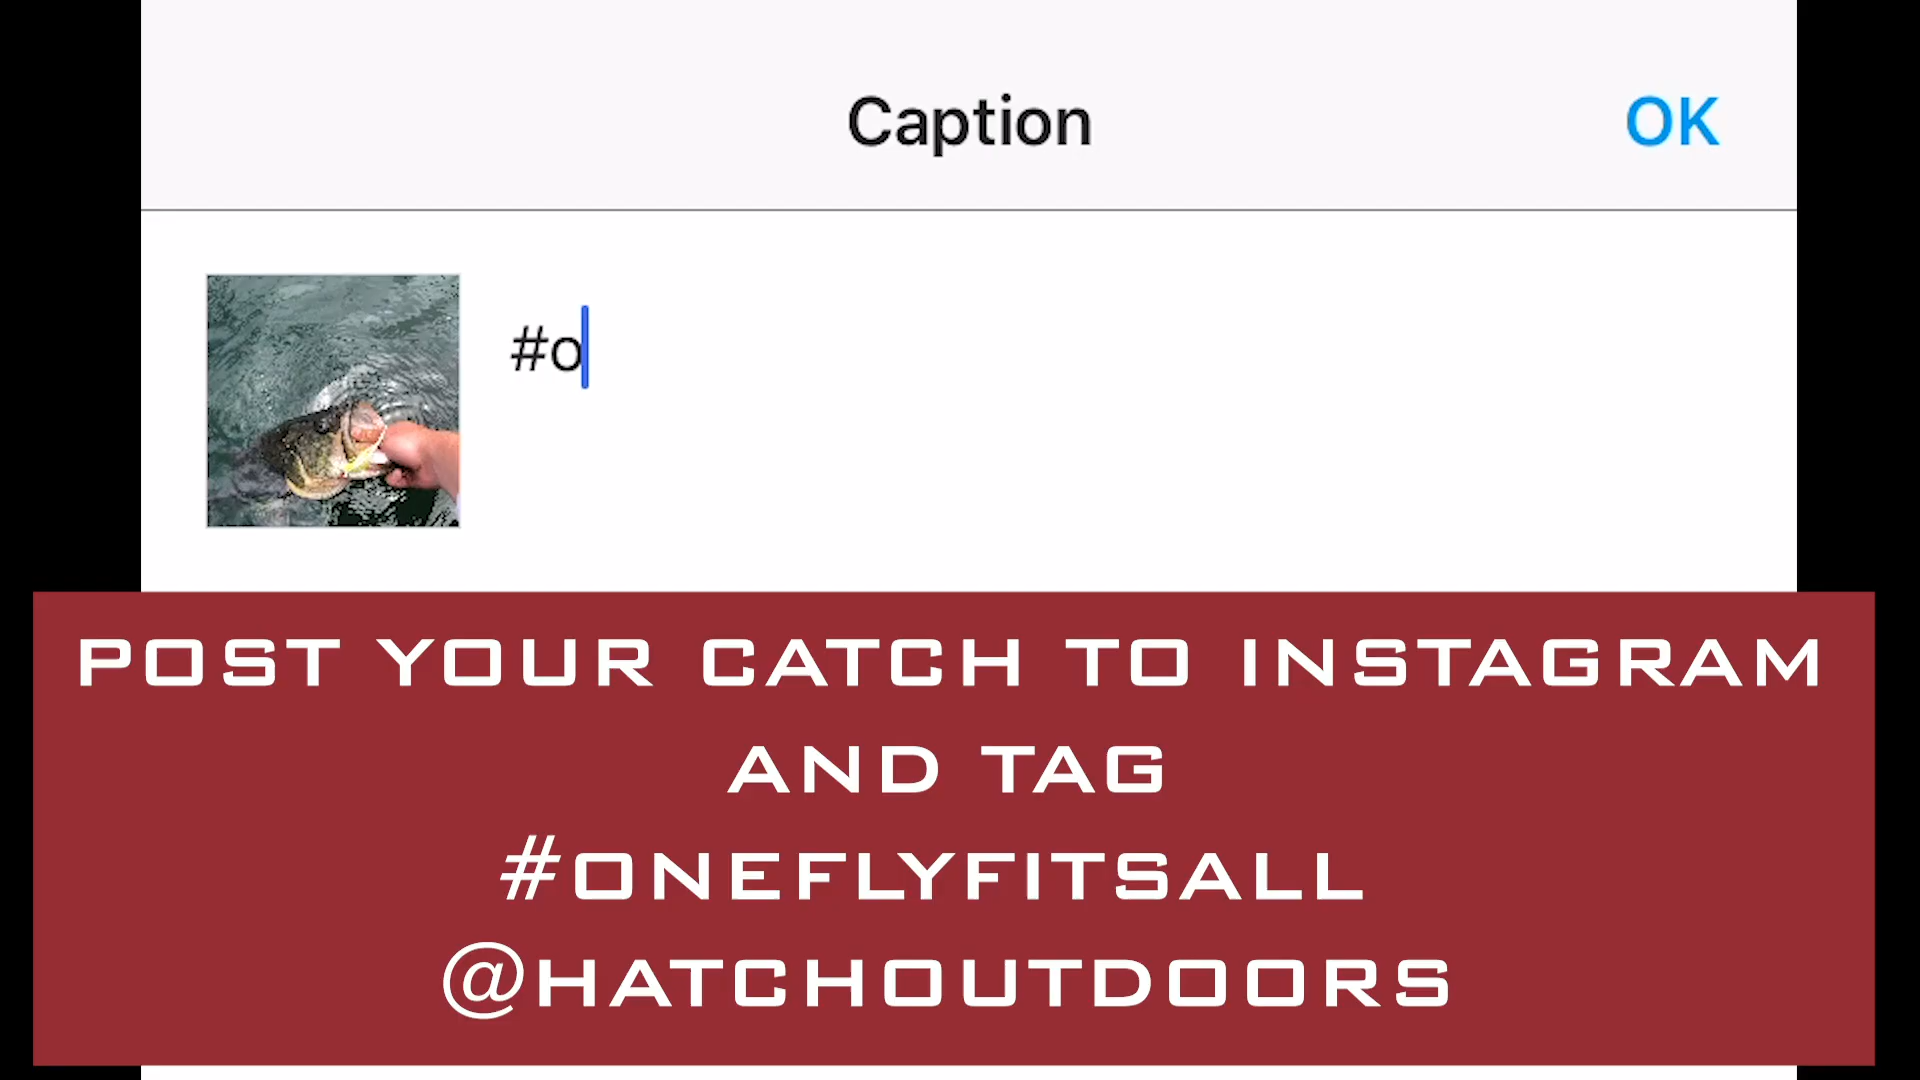 Caption
OK
#o
POST YOUR CATCH TO INSTAGRAM
AND TAG
#ONEFLYFITSALL
@HATCHOUTDOORS